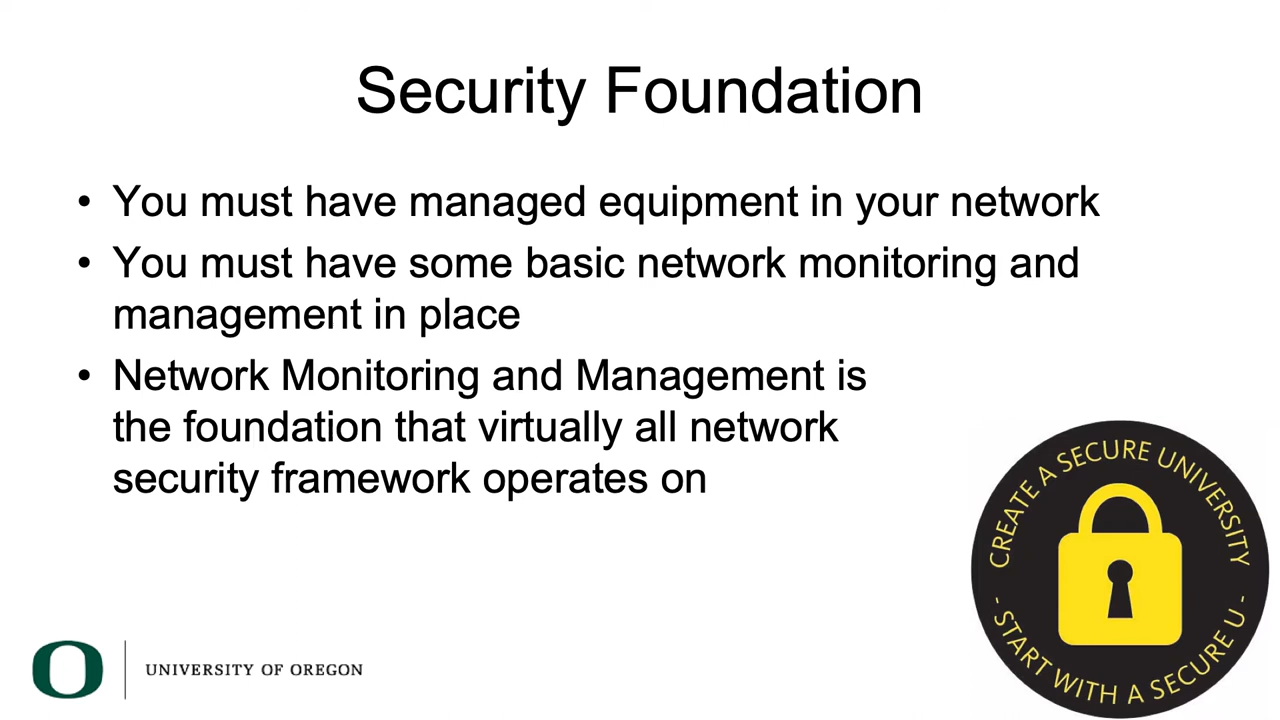 Security Foundation
• You must have managed equipment in your network
• You must have some basic network monitoring and
management in place
• Network Monitoring and Management is
the foundation that virtually all network
security framework operates on
CREATE A SECURE UNIVERSITY
- START WITH A SECURE U -
O
UNIVERSITY OF OREGON